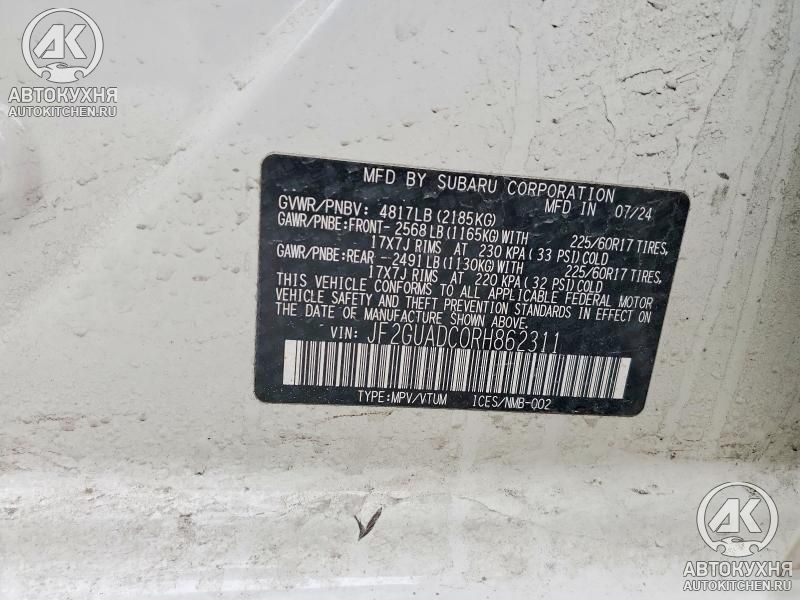 AK
АВТОКУХНЯ
AUTOKITCHEN.RU
MFD BY SUBARU CORPORATION
GVWR/PNBV: 4817LB (2185KG) MFD IN 07/24
GAWR/PNBE:FRONT- 2568 LB (1165KG) WITH 225/60R17 TIRES,
17X7J RIMS AT 230 KPA ( 33 PSI) COLD
GAWR/PNBE:REAR -2491 LB (1130KG) WITH 225/60R17 TIRES,
17X7J RIMS AT 220 KPA ( 32 PSI) COLD
THIS VEHICLE CONFORMS TO ALL APPLICABLE FEDERAL MOTOR
VEHICLE SAFETY AND THEFT PREVENTION STANDARDS IN EFFECT ON
THE DATE OF MANUFACTURE SHOWN ABOVE.
VIN: JF2GUADC0RH862311
TYPE:MPV/VTUM ICES/NMB-002
AK
АВТОКУХНЯ
AUTOKITCHEN.RU